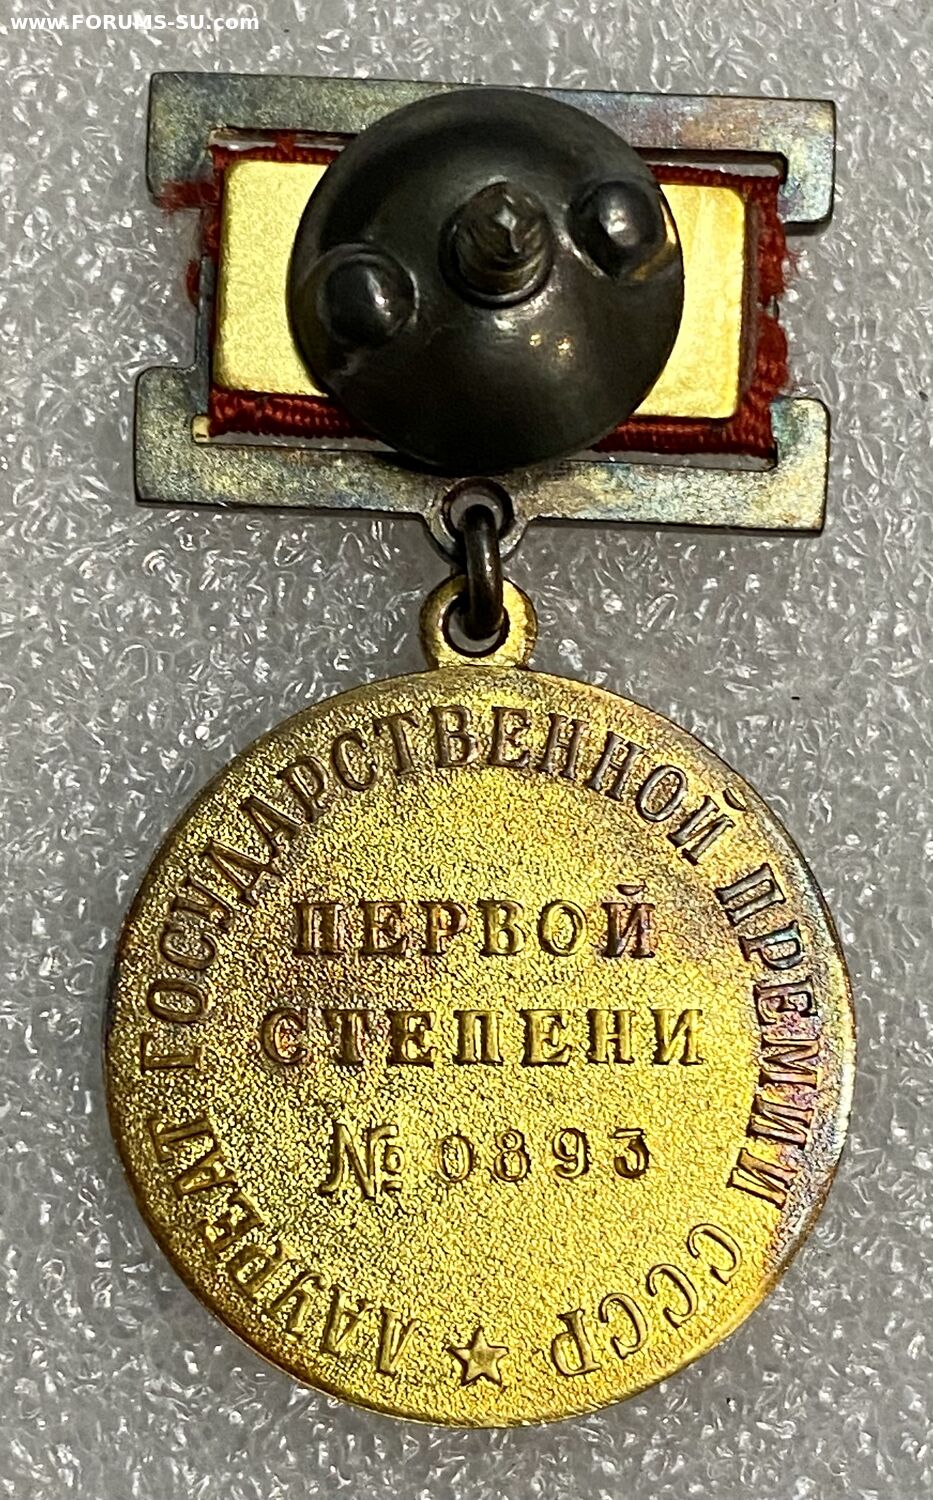 www.FORUMS-SU.com
ЛАУРЕАТ ГОСУДАРСТВЕННОЙ ПРЕМИИ СССР
ПЕРВОЙ
СТЕПЕНИ
№ 0893